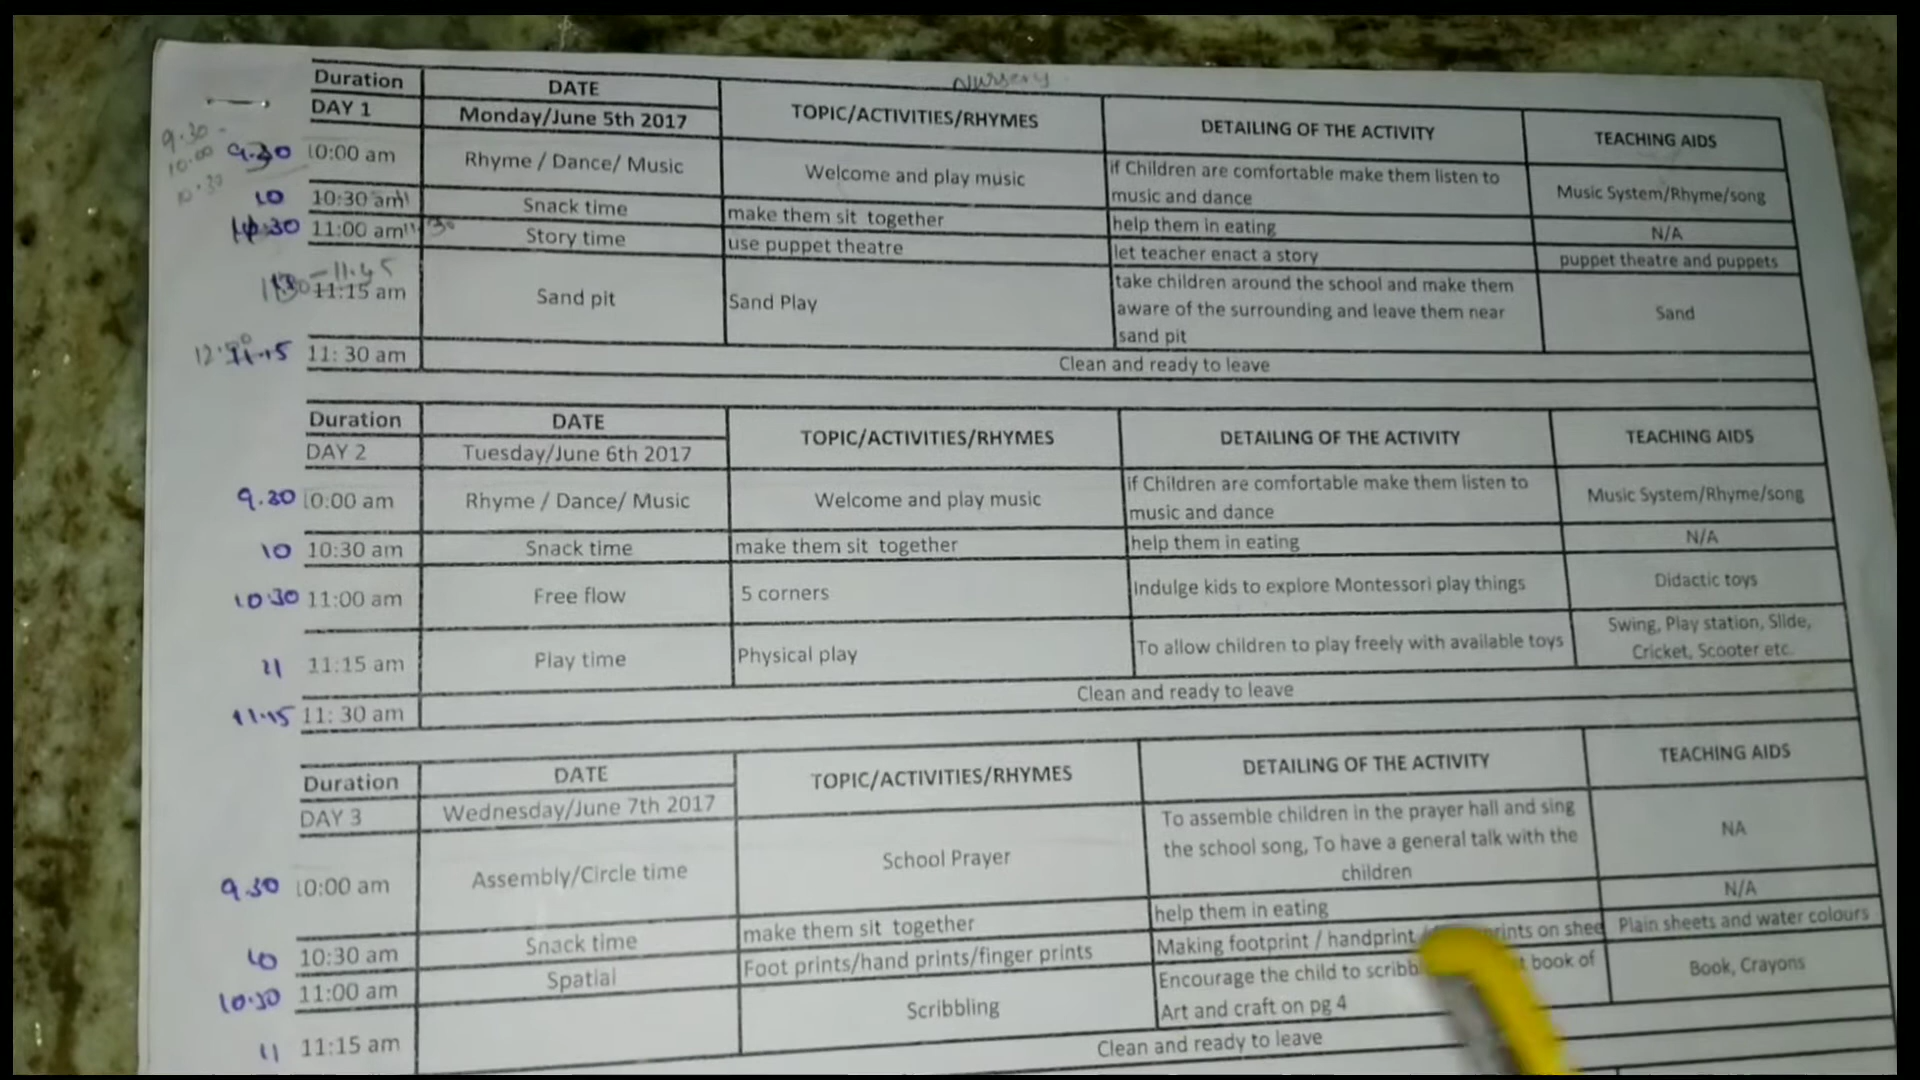 Nursery
Duration DATE TOPIC/ACTIVITIES/RHYMES DETAILING OF THE ACTIVITY TEACHING AIDS
DAY 1 Monday/June 5th 2017
9.30 -
10.00
10.30
9.30 10:00 am Rhyme / Dance/ Music Welcome and play music if Children are comfortable make them listen to
music and dance Music System/Rhyme/song
10 10:30 am Snack time make them sit together help them in eating N/A
10.30 11:00 am Story time use puppet theatre let teacher enact a story puppet theatre and puppets
-11.45
11:15 am Sand pit Sand Play take children around the school and make them
aware of the surrounding and leave them near
sand pit Sand
11.15 11: 30 am Clean and ready to leave
Duration DATE TOPIC/ACTIVITIES/RHYMES DETAILING OF THE ACTIVITY TEACHING AIDS
DAY 2 Tuesday/June 6th 2017
9.30 10:00 am Rhyme / Dance/ Music Welcome and play music if Children are comfortable make them listen to
music and dance Music System/Rhyme/song
10 10:30 am Snack time make them sit together help them in eating N/A
10.30 11:00 am Free flow 5 corners Indulge kids to explore Montessori play things Didactic toys
11 11:15 am Play time Physical play To allow children to play freely with available toys Swing, Play station, Slide,
Cricket, Scooter etc.
11.15 11: 30 am Clean and ready to leave
Duration DATE TOPIC/ACTIVITIES/RHYMES DETAILING OF THE ACTIVITY TEACHING AIDS
DAY 3 Wednesday/June 7th 2017
9.30 10:00 am Assembly/Circle time School Prayer To assemble children in the prayer hall and sing
the school song, To have a general talk with the
children NA
10 10:30 am Snack time make them sit together help them in eating N/A
10.30 11:00 am Spatial Foot prints/hand prints/finger prints Making footprint / handprint on Plain sheets and water colours
Scribbling Encourage the child to book of
Art and craft on pg 4 Book, Crayons
11 11:15 am Clean and ready to leave